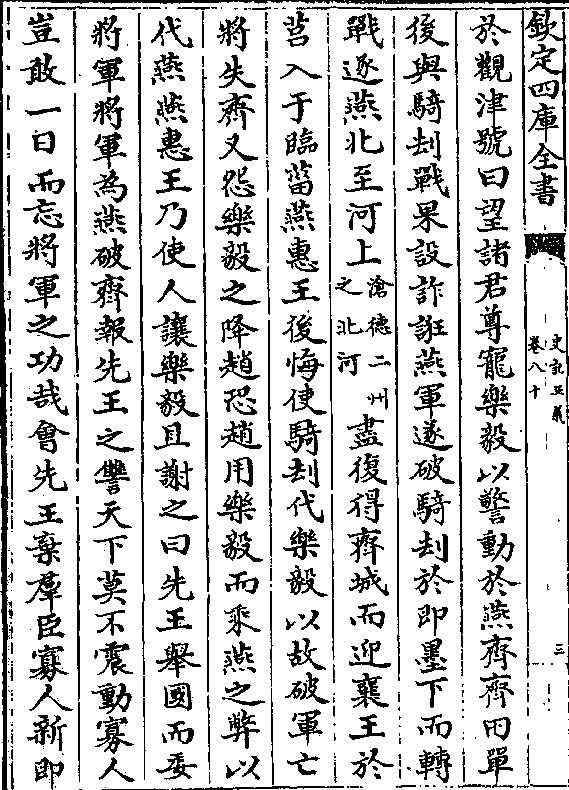 欽定四庫全書
史記正義
卷八十
三
於觀津號曰望諸君尊寵樂毅以警動於燕齊齊田單
後與騎刦戰果設詐誑燕軍遂破騎刦於即墨下而轉
戰逐燕北至河上滄德二州之北河盡復得齊城而迎襄王於
莒入于臨菑燕惠王後悔使騎刦代樂毅以故破軍亡
將失齊又怨樂毅之降趙恐趙用樂毅而乘燕之弊以
代燕燕惠王乃使人讓樂毅且謝之曰先王舉國而委
將軍將軍為燕破齊報先王之讐天下莫不震動寡人
豈敢一日而忘將軍之功哉會先王棄羣臣寡人新即